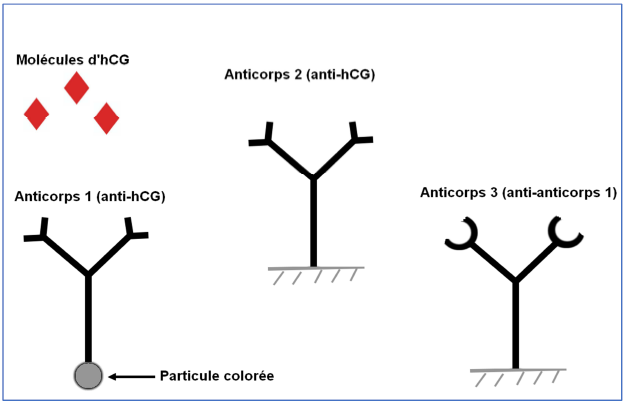 Molécules d'hCG
Anticorps 2 (anti-hCG)
Anticorps 1 (anti-hCG)
Anticorps 3 (anti-anticorps 1)
Particule colorée